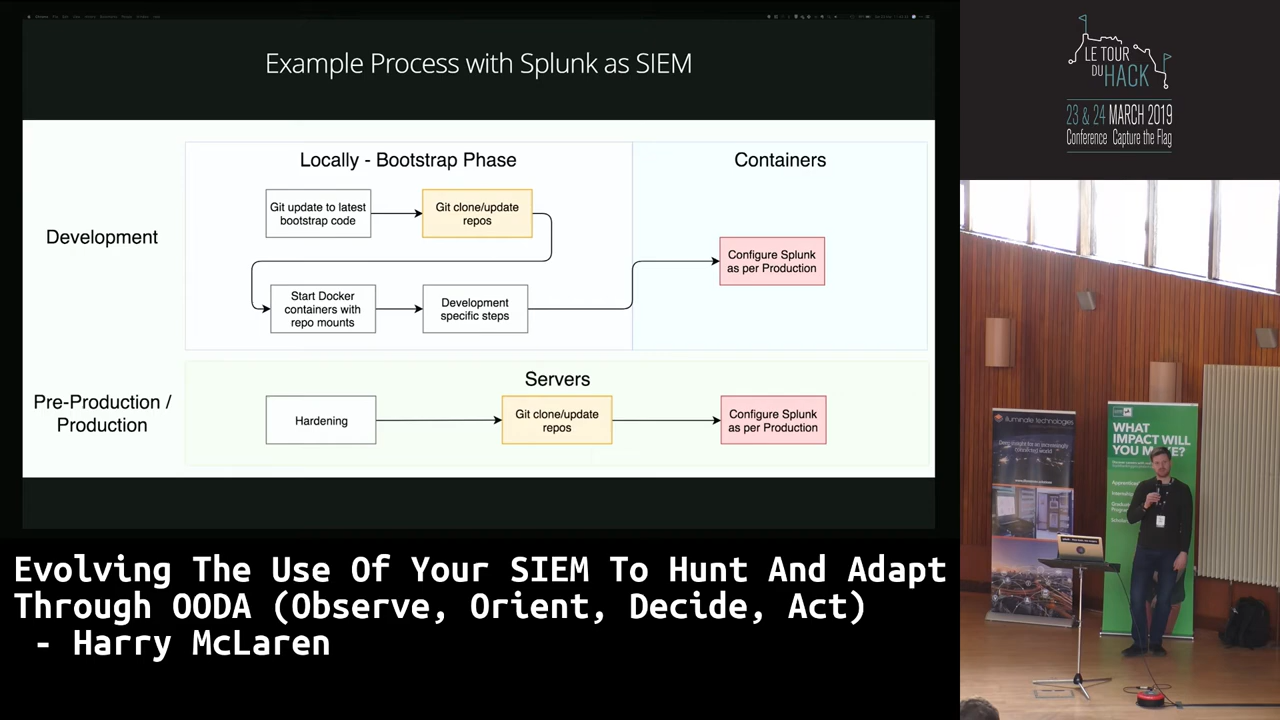 Example Process with Splunk as SIEM
Locally - Bootstrap Phase
Containers
Development
Git update to latest
bootstrap code
Git clone/update
repos
Start Docker
containers with
repo mounts
Development
specific steps
Configure Splunk
as per Production
Pre-Production /
Production
Servers
Hardening
Git clone/update
repos
Configure Splunk
as per Production
Evolving The Use Of Your SIEM To Hunt And Adapt
Through OODA (Observe, Orient, Decide, Act)
- Harry McLaren
LE TOUR
DU HACK
23 & 24 MARCH 2019
Conference Capture the Flag
illuminate technologies
WHAT
IMPACT WILL
YOU MAKE?